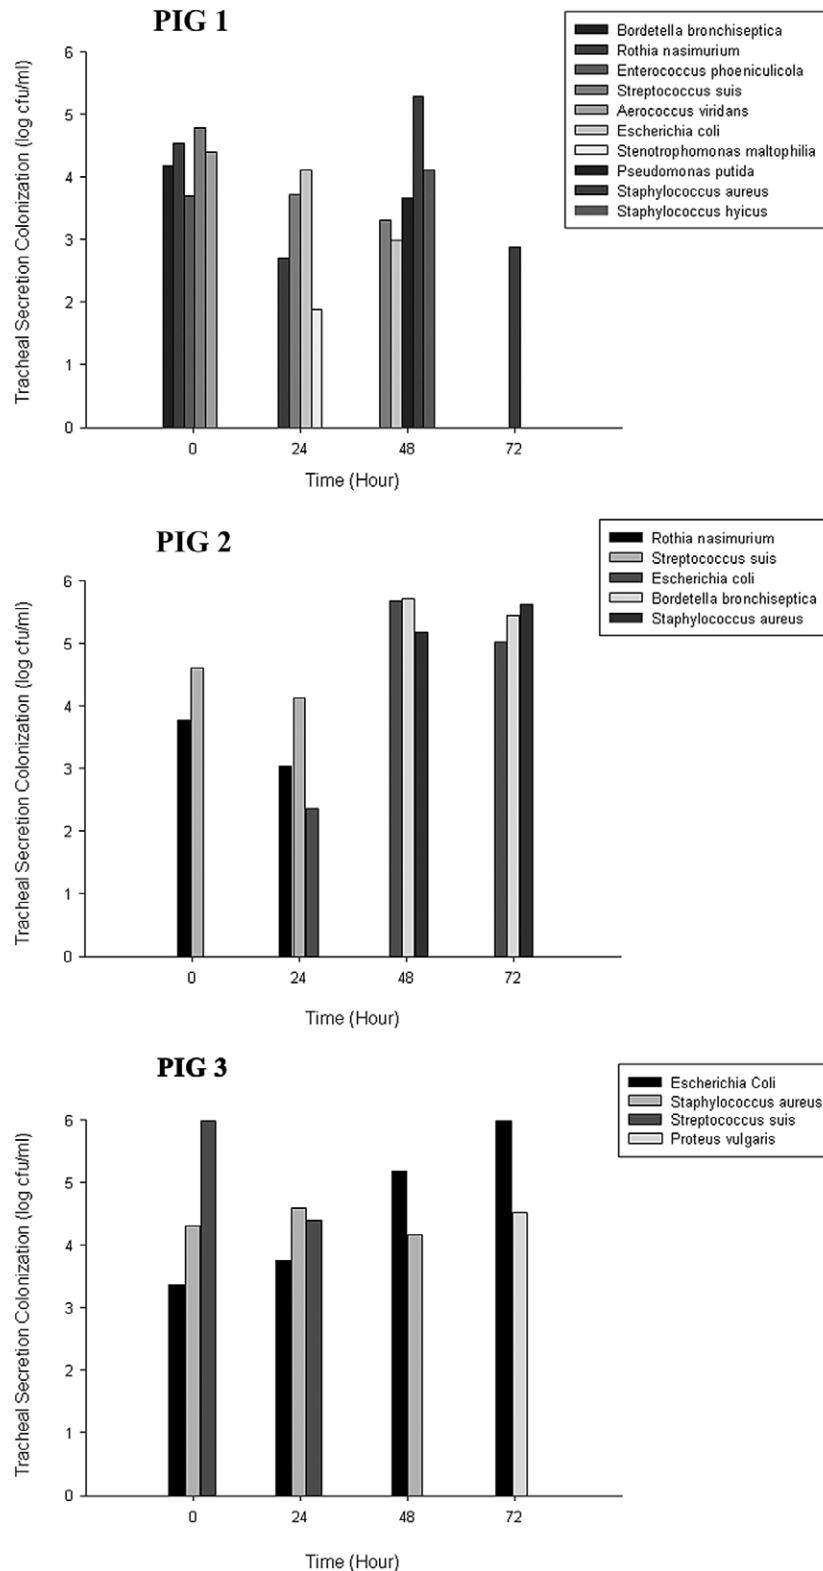 PIG 1
Bordetella bronchiseptica
Rothia nasimurium
Enterococcus phoeniculicola
Streptococcus suis
Aerococcus viridans
Escherichia coli
Stenotrophomonas maltophilia
Pseudomonas putida
Staphylococcus aureus
Staphylococcus hyicus
Tracheal Secretion Colonization (log cfu/ml)
6
5
4
3
2
1
0
0 24 48 72
Time (Hour)
PIG 2
Rothia nasimurium
Streptococcus suis
Escherichia coli
Bordetella bronchiseptica
Staphylococcus aureus
Tracheal Secretion Colonization (log cfu/ml)
6
5
4
3
2
1
0
0 24 48 72
Time (Hour)
PIG 3
Escherichia Coli
Staphylococcus aureus
Streptococcus suis
Proteus vulgaris
Tracheal Secretion Colonization (log cfu/ml)
6
5
4
3
2
1
0
0 24 48 72
Time (Hour)